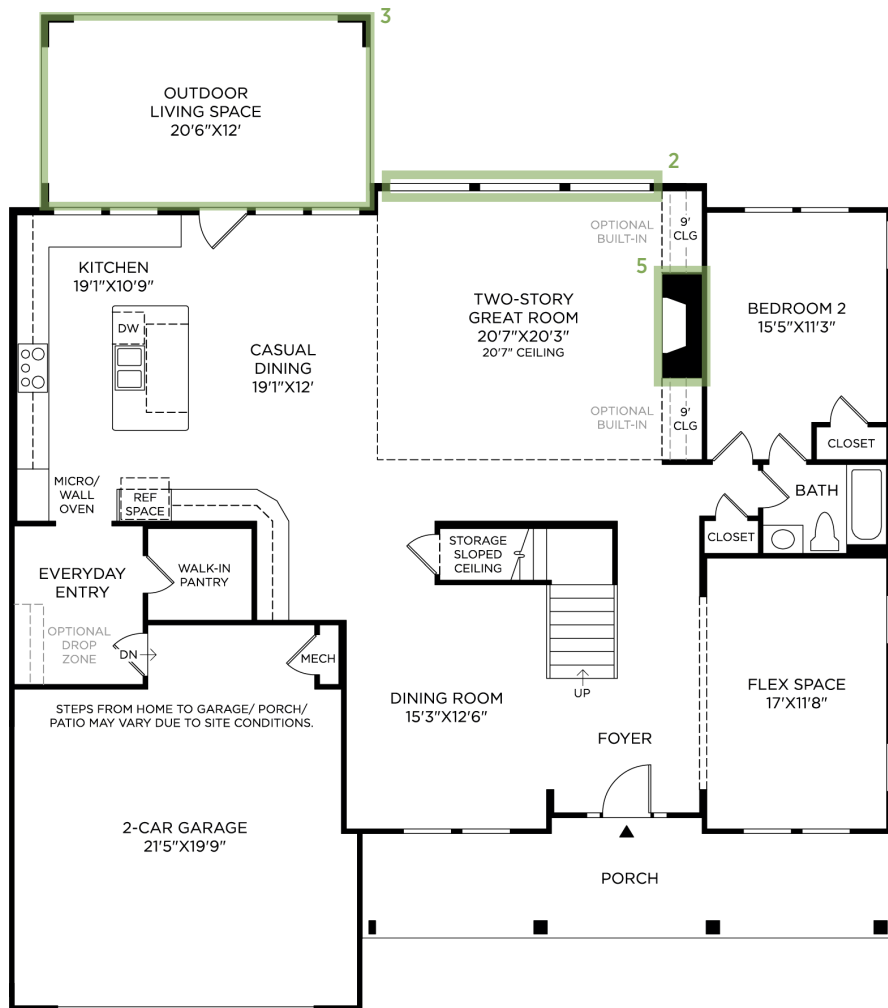 3
OUTDOOR
LIVING SPACE
20'6"X12'
2
OPTIONAL
BUILT-IN
9'
CLG
5
KITCHEN
19'1"X10'9"
DW
CASUAL
DINING
19'1"X12'
TWO-STORY
GREAT ROOM
20'7"X20'3"
20'7" CEILING
BEDROOM 2
15'5"X11'3"
OPTIONAL
BUILT-IN
9'
CLG
CLOSET
MICRO/
WALL
OVEN
REF
SPACE
BATH
CLOSET
STORAGE
SLOPED
CEILING
EVERYDAY
ENTRY
WALK-IN
PANTRY
OPTIONAL
DROP
ZONE
DN
MECH
UP
STEPS FROM HOME TO GARAGE/ PORCH/
PATIO MAY VARY DUE TO SITE CONDITIONS.
DINING ROOM
15'3"X12'6"
FLEX SPACE
17'X11'8"
FOYER
2-CAR GARAGE
21'5"X19'9"
PORCH